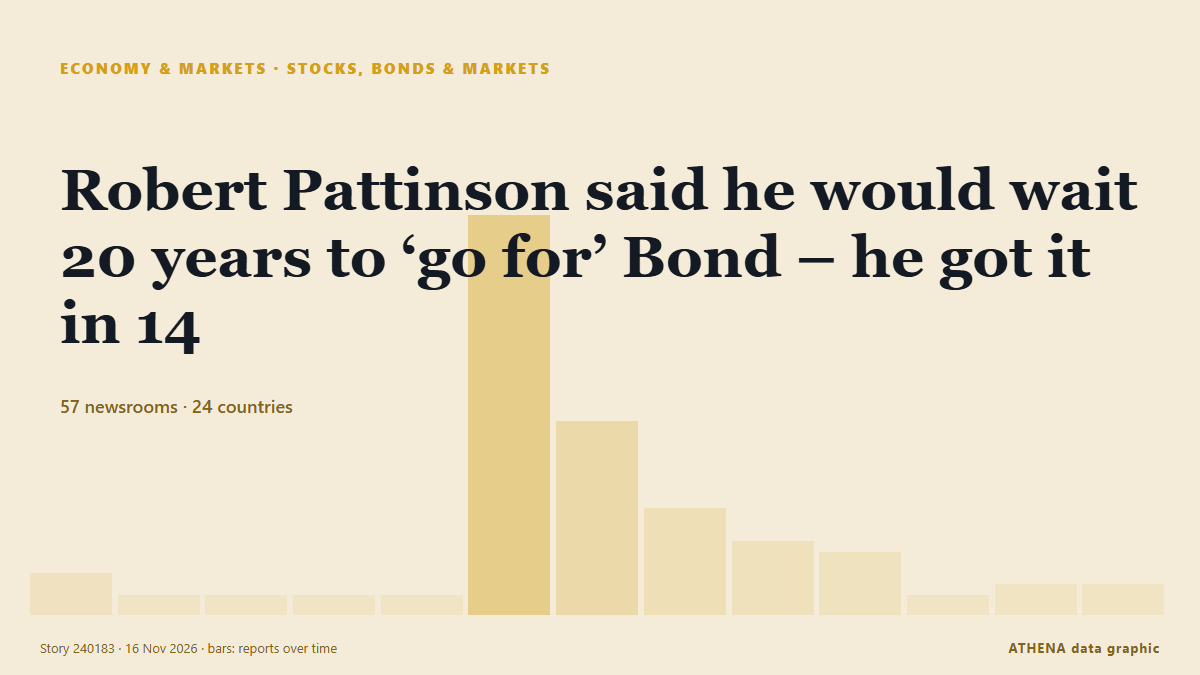 ECONOMY & MARKETS · STOCKS, BONDS & MARKETS
Robert Pattinson said he would wait
20 years to ‘go for’ Bond – he got it
in 14
57 newsrooms · 24 countries
Story 240183 · 16 Nov 2026 · bars: reports over time
ATHENA data graphic